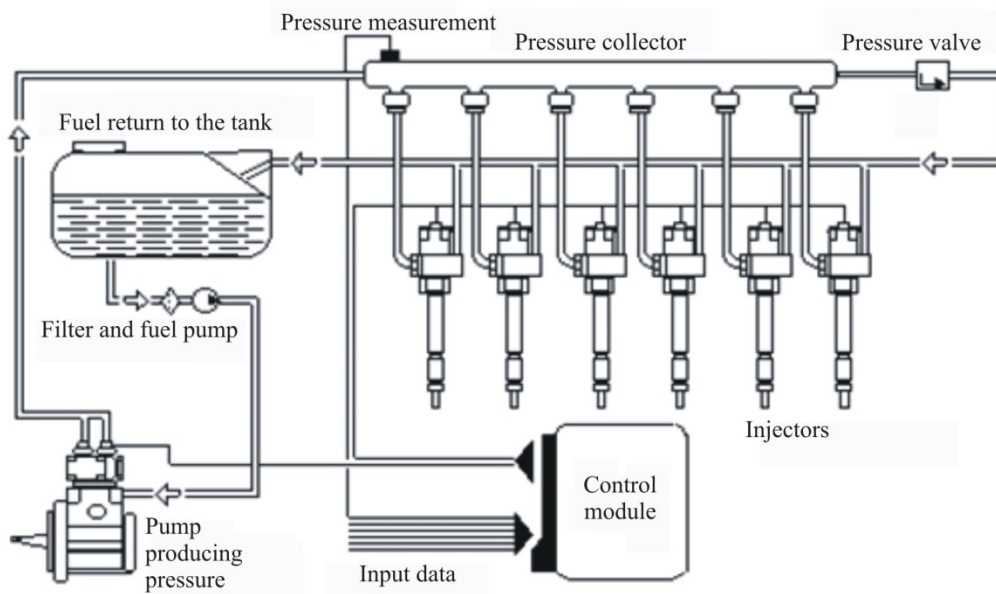 Pressure measurement
Pressure collector
Pressure valve
Fuel return to the tank
Filter and fuel pump
Injectors
Control
module
Pump
producing
pressure
Input data